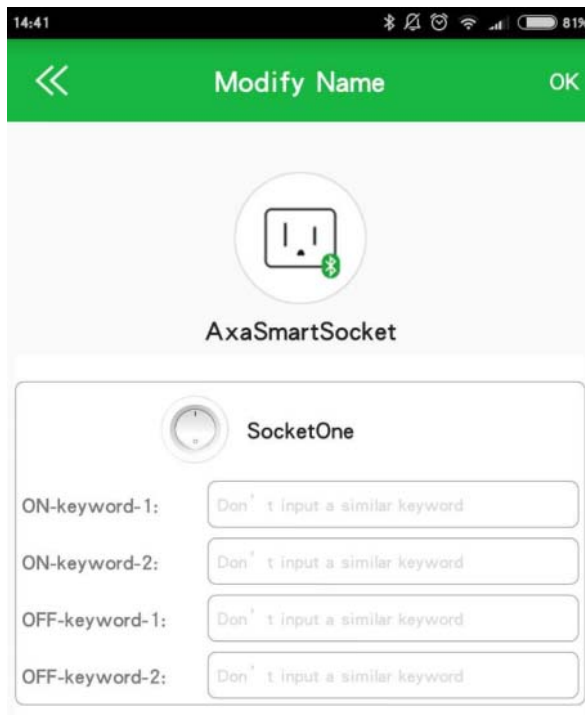 14:41 81%
Modify Name OK
AxaSmartSocket
SocketOne
ON-keyword-1: Don't input a similar keyword
ON-keyword-2: Don't input a similar keyword
OFF-keyword-1: Don't input a similar keyword
OFF-keyword-2: Don't input a similar keyword